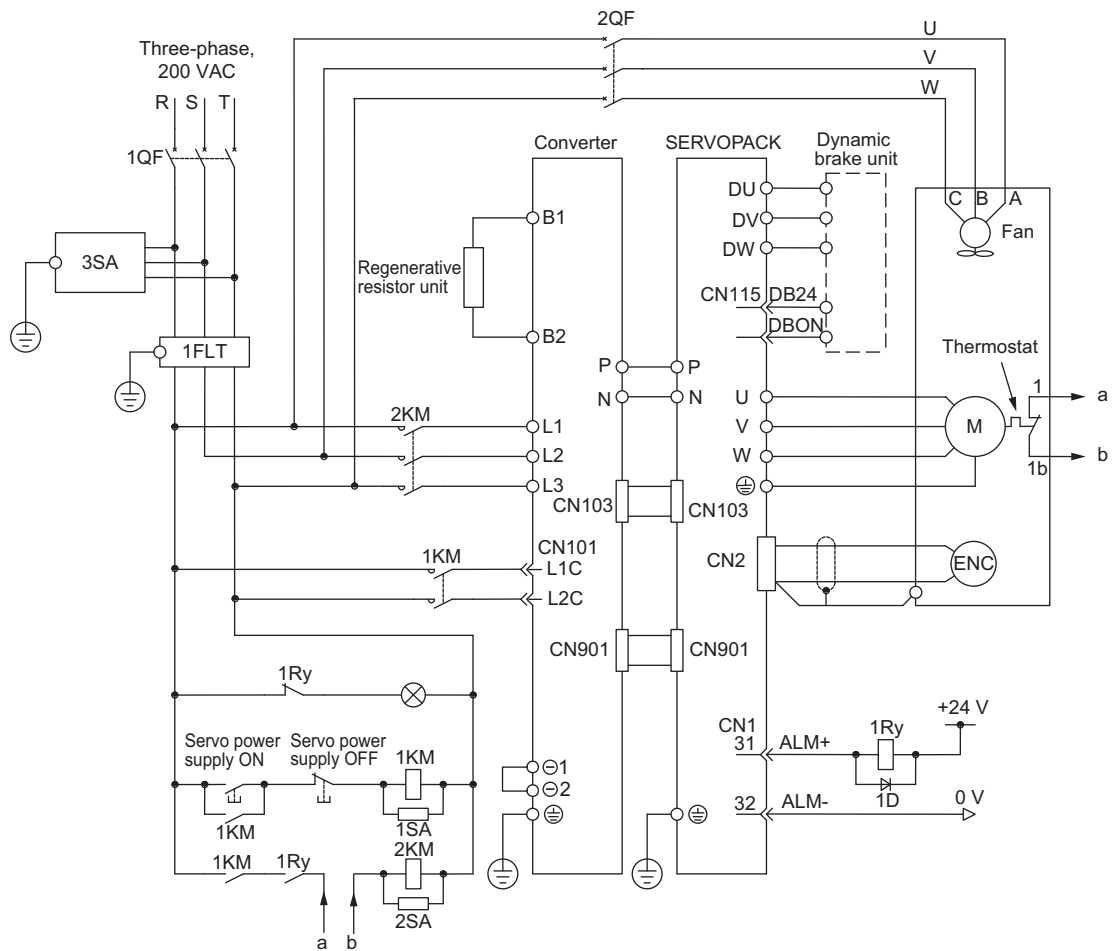 2QF
U
V
W
Three-phase,
200 VAC
R S T
1QF
Converter
SERVOPACK
Dynamic
brake unit
DU
DV
DW
CN115 DB24
DBON
C B A
Fan
3SA
B1
Regenerative
resistor unit
B2
1FLT
P P
N N
Thermostat
1
a
b
1b
2KM
L1
L2
L3
U
V
W
M
CN103
CN103
1KM
CN101
L1C
L2C
CN2
ENC
CN901
CN901
1Ry
+24 V
CN1
31 ALM+
1Ry
1D
32 ALM-
0 V
Servo power
supply ON
Servo power
supply OFF
1KM
1KM
1SA
⊖1
⊖2
1KM
1Ry
2KM
2SA
a b